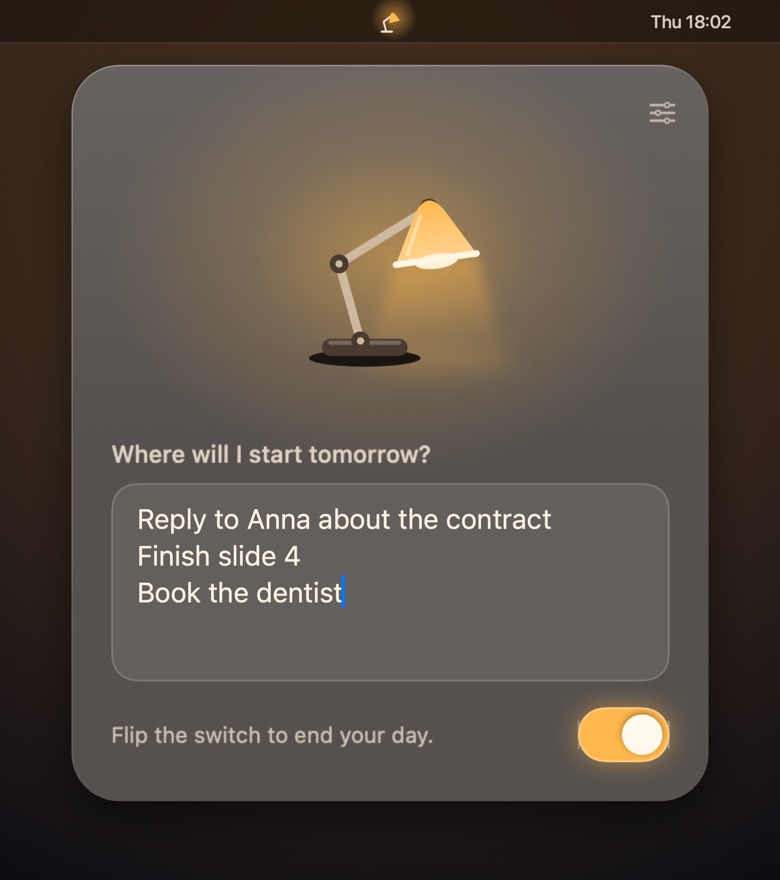 Thu 18:02
Where will I start tomorrow?
Reply to Anna about the contract
Finish slide 4
Book the dentist
Flip the switch to end your day.